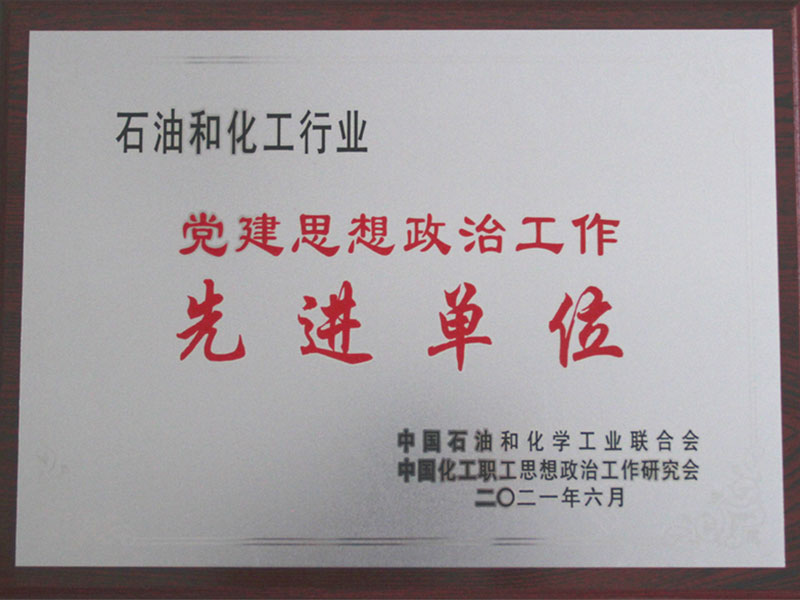 石油和化工行业
党建思想政治工作
先进单位
中国石油和化学工业联合会
中国化工职工思想政治工作研究会
二〇二一年六月